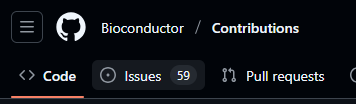 Bioconductor / Contributions
Code Issues 59 Pull requests